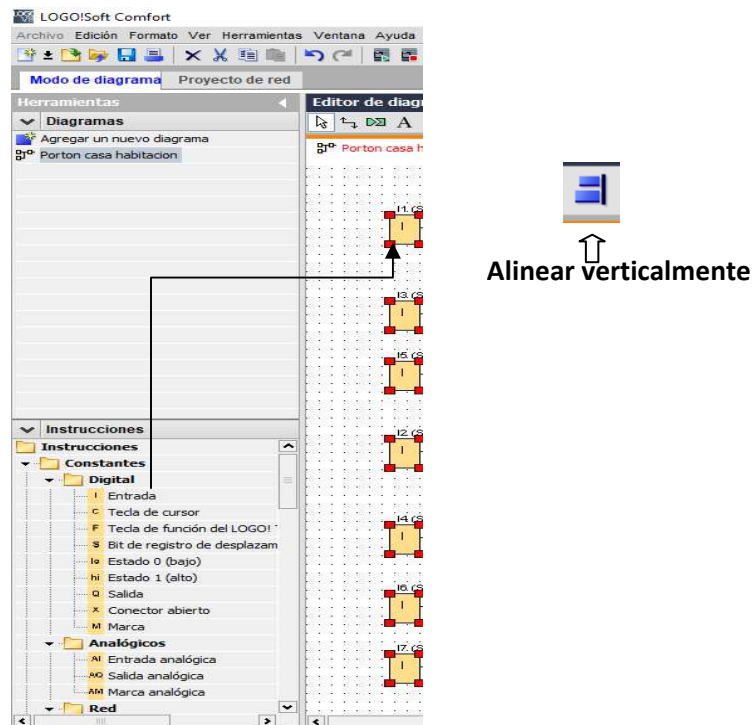 LOGO!Soft Comfort
Archivo Edición Formato Ver Herramientas Ventana Ayuda
Modo de diagrama Proyecto de red
Herramientas
Diagramas
Agregar un nuevo diagrama
Porton casa habitacion
Instrucciones
Instrucciones
Constantes
Digital
I Entrada
C Tecla de cursor
F Tecla de función del LOGO!
S Bit de registro de desplazam
lo Estado 0 (bajo)
hi Estado 1 (alto)
Q Salida
X Conector abierto
M Marca
Analógicos
AI Entrada analógica
AQ Salida analógica
AM Marca analógica
Red
Editor de diagr
A
Porton casa h
I1. (S
I
I3. (S
I
I5. (S
I
I2. (S
I
I4. (S
I
I6. (S
I
I7. (S
I
Alinear verticalmente